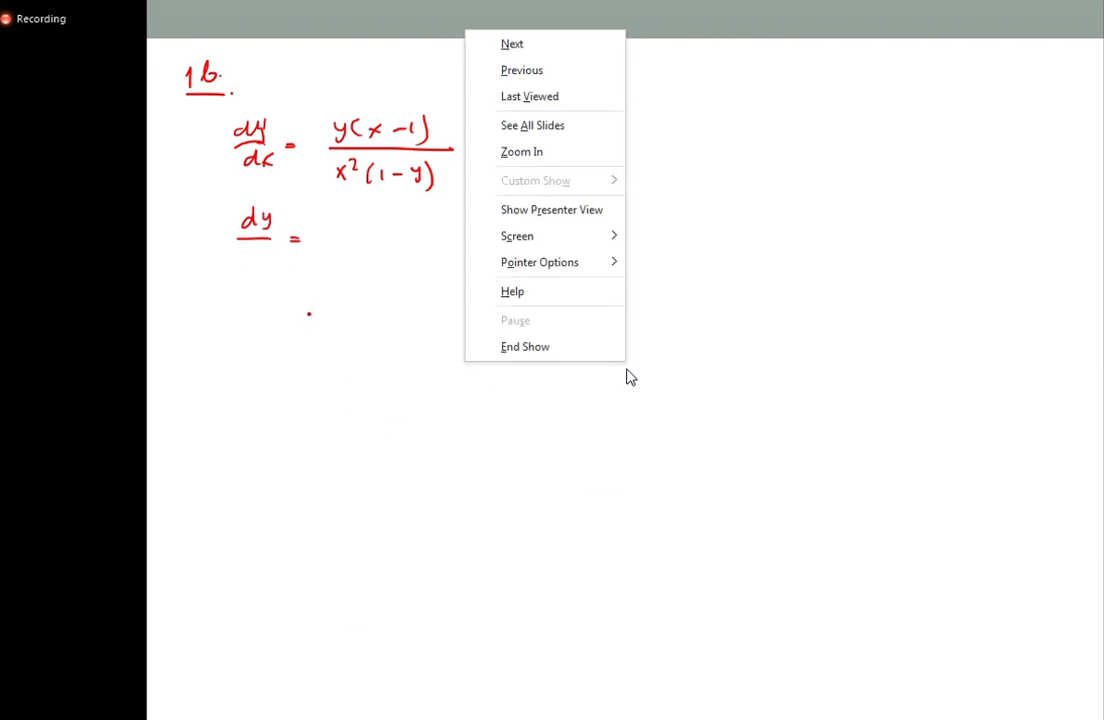 Recording
1b.
dy/dx = y(x-1)/x²(1-y)
dy =
Next
Previous
Last Viewed
See All Slides
Zoom In
Custom Show
Show Presenter View
Screen
Pointer Options
Help
Pause
End Show